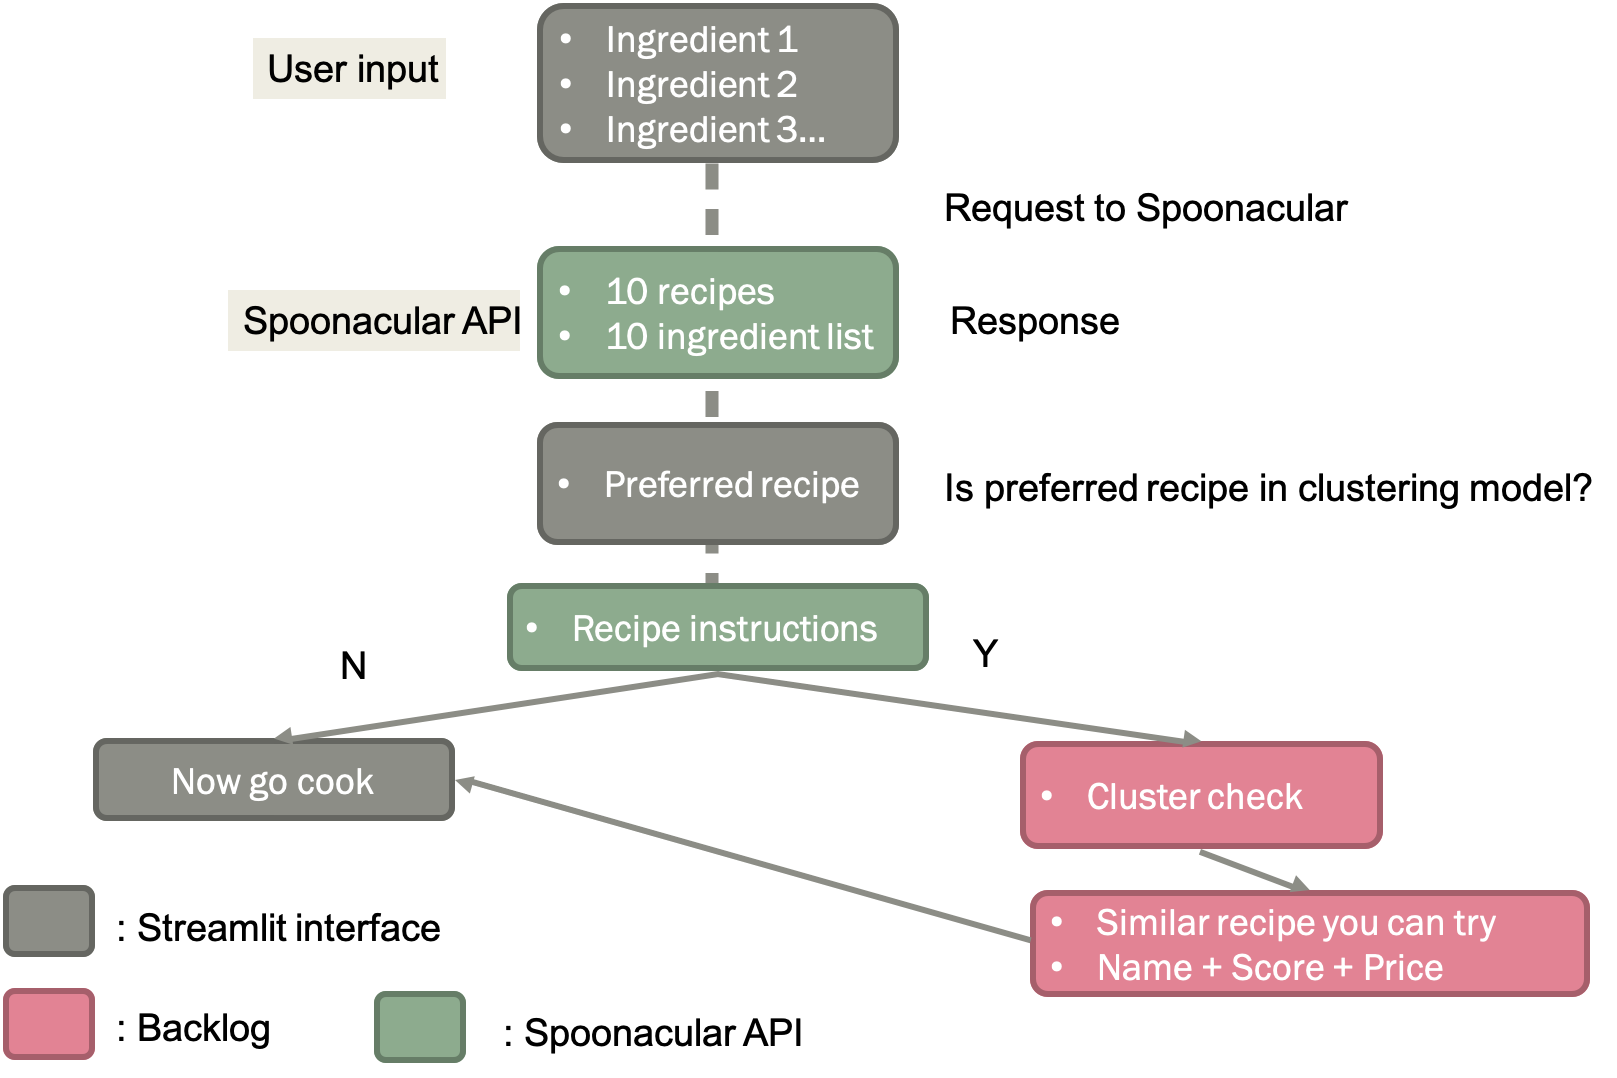 User input
• Ingredient 1
• Ingredient 2
• Ingredient 3...
Request to Spoonacular
Spoonacular API
• 10 recipes
• 10 ingredient list
Response
• Preferred recipe
Is preferred recipe in clustering model?
• Recipe instructions
N
Y
Now go cook
• Cluster check
• Similar recipe you can try
• Name + Score + Price
: Streamlit interface
: Backlog
: Spoonacular API